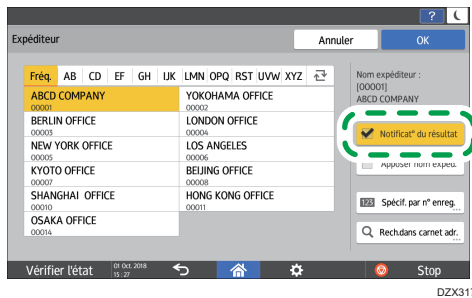 ?
Expéditeur
Annuler
OK
Fréq. AB CD EF GH IJK LMN OPQ RST UVW XYZ
ABCD COMPANY
00001
YOKOHAMA OFFICE
00002
BERLIN OFFICE
00003
LONDON OFFICE
00004
NEW YORK OFFICE
00005
LOS ANGELES
00006
KYOTO OFFICE
00007
BEIJING OFFICE
00008
SHANGHAI OFFICE
00010
HONG KONG OFFICE
00011
OSAKA OFFICE
00014
Nom expéditeur :
[00001]
ABCD COMPANY
Notificat° du résultat
Apposer nom expéd.
123 Spécif. par n° enreg.
Rech.dans carnet adr.
Vérifier l'état
01 Oct. 2018
15 : 27
Stop
DZX317